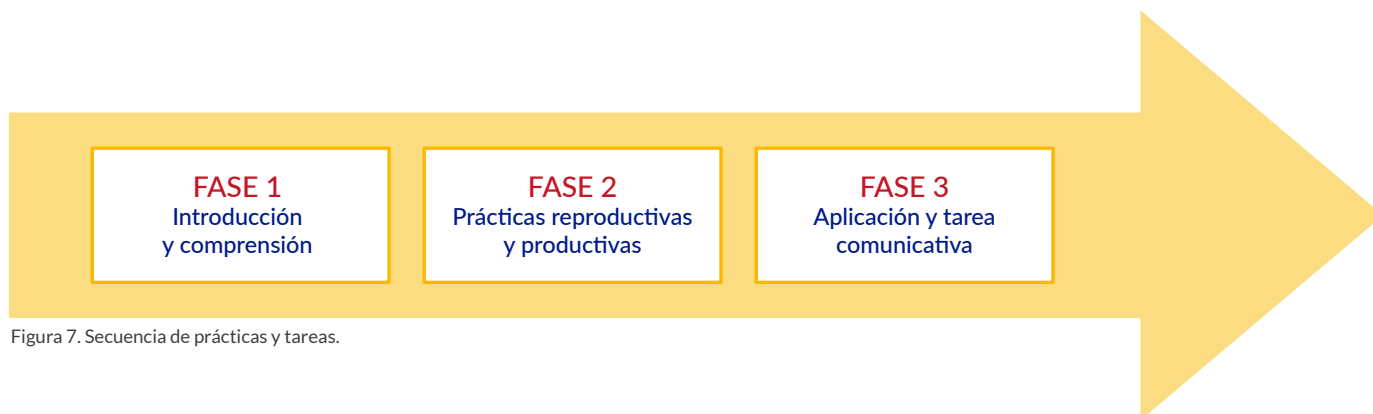 FASE 1
Introducción
y comprensión
FASE 2
Prácticas reproductivas
y productivas
FASE 3
Aplicación y tarea
comunicativa
Figura 7. Secuencia de prácticas y tareas.